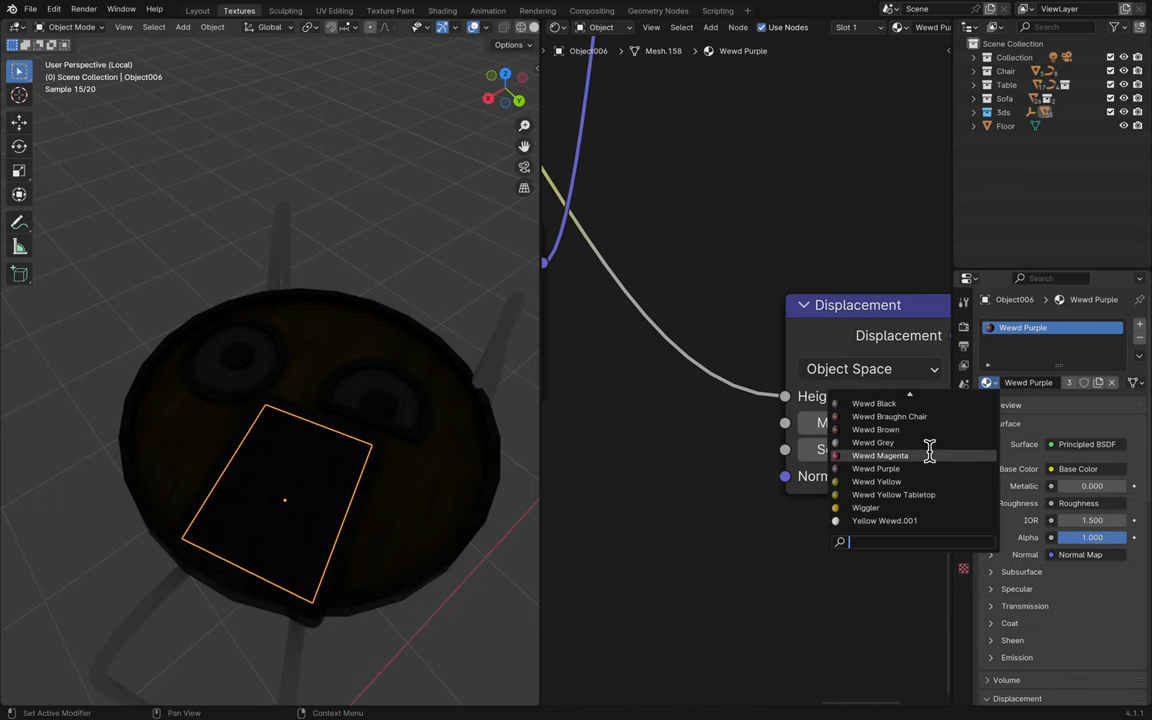 File Edit Render Window Help Layout Textures Sculpting UV Editing Texture Paint Shading Animation Rendering Compositing Geometry Nodes Scripting + Scene ViewLayer
Object Mode View Select Add Object Global Object View Select Add Node Use Nodes Slot 1 Wewd Pur Search
Options Object006 Mesh.158 Wewd Purple Scene Collection
User Perspective (Local)
(0) Scene Collection | Object006
Sample 15/20
Collection
Chair
Table
Sofa
3ds
Floor
Search
Object006 Wewd Purple
Wewd Purple
Displacement
Displacement
Object Space
Heig
M
S
Norm
Wewd Purple 3
Wewd Black
Wewd Braughn Chair
Wewd Brown
Wewd Grey
Wewd Magenta
Wewd Purple
Wewd Yellow
Wewd Yellow Tabletop
Wiggler
Yellow Wewd.001
review
urface
Surface Principled BSDF
Base Color Base Color
Metallic 0.000
Roughness Roughness
IOR 1.500
Alpha 1.000
Normal Normal Map
Subsurface
Specular
Transmission
Coat
Sheen
Emission
Volume
Displacement
Set Active Modifier Pan View Context Menu 4.1.1